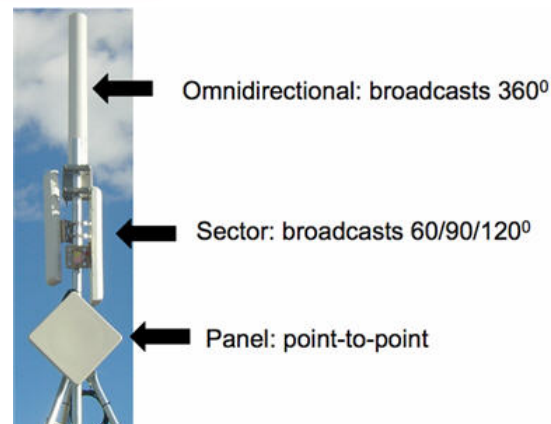 Omnidirectional: broadcasts 360⁰
Sector: broadcasts 60/90/120⁰
Panel: point-to-point